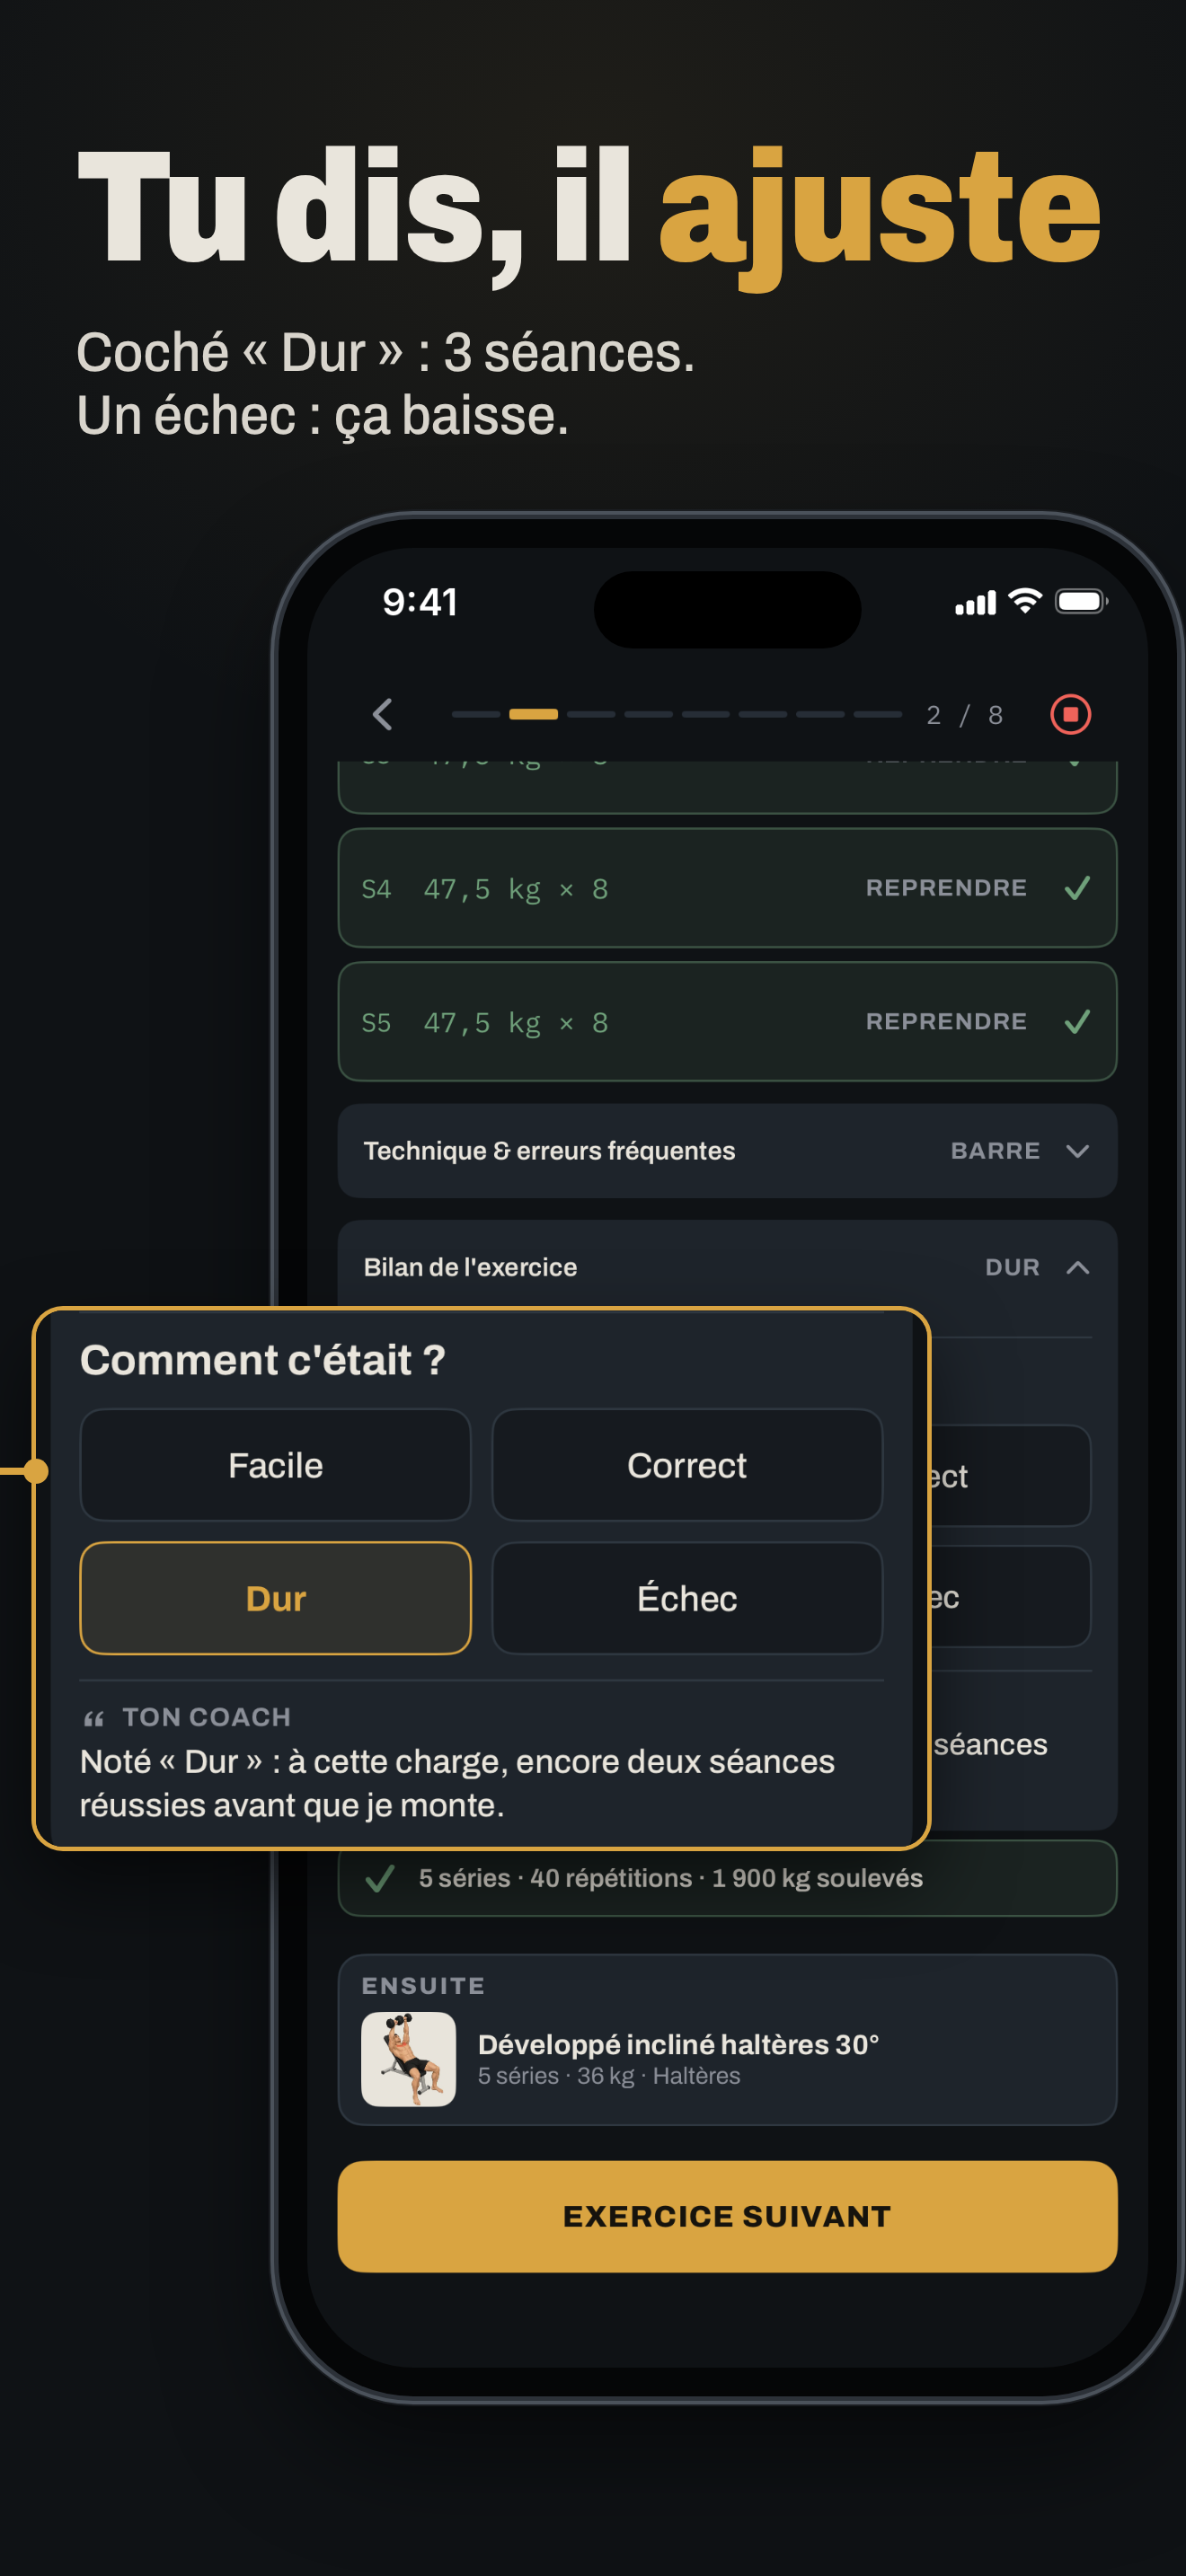 Tu dis, il ajuste
Coché « Dur » : 3 séances.
Un échec : ça baisse.
9:41
2 / 8
S4 47,5 kg × 8 REPRENDRE
S5 47,5 kg × 8 REPRENDRE
Technique & erreurs fréquentes BARRE
Bilan de l'exercice DUR
Comment c'était ?
Facile Correct
ect
Dur Échec
ec
TON COACH
Noté « Dur » : à cette charge, encore deux séances
séances
réussies avant que je monte.
5 séries · 40 répétitions · 1 900 kg soulevés
ENSUITE
Développé incliné haltères 30°
5 séries · 36 kg · Haltères
EXERCICE SUIVANT